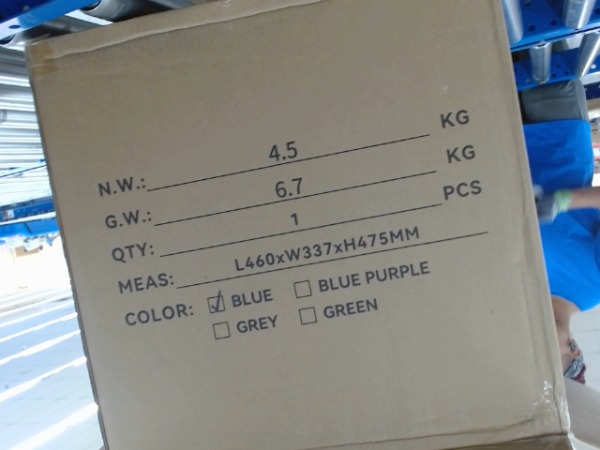 N.W.: 4.5 KG
G.W.: 6.7 KG
QTY: 1 PCS
MEAS: L460xW337xH475MM
COLOR: ☑ BLUE ☐ BLUE PURPLE
☐ GREY ☐ GREEN